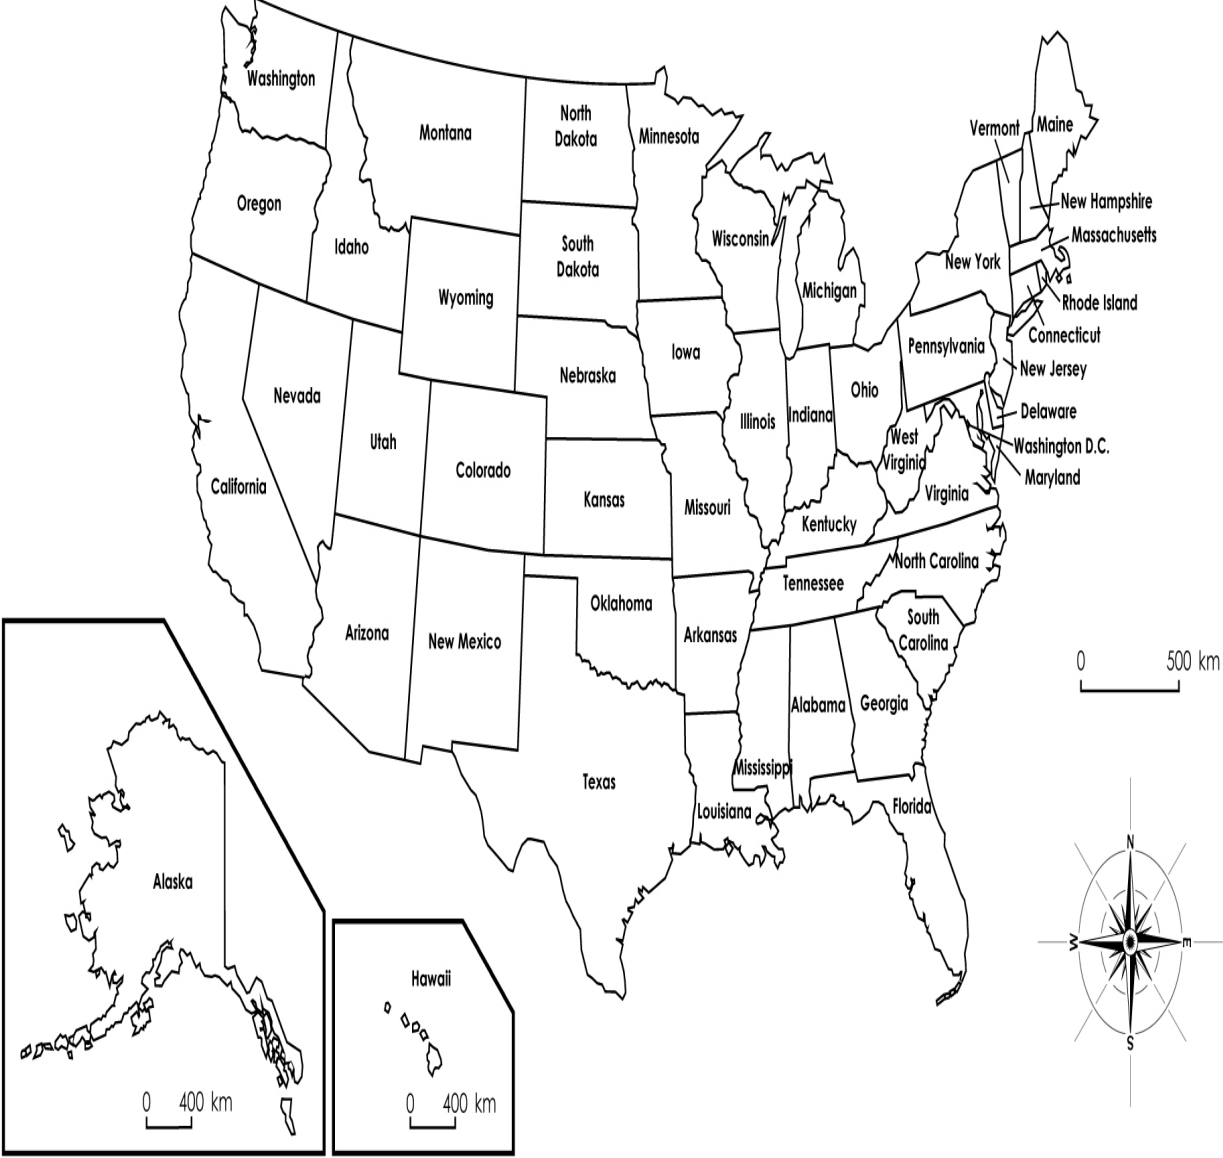 Washington
Montana
North
Dakota
Minnesota
Vermont
Maine
Oregon
Idaho
Wisconsin
New Hampshire
Massachusetts
South
Dakota
New York
Wyoming
Michigan
Rhode Island
Connecticut
Iowa
Pennsylvania
New Jersey
Nebraska
Nevada
Ohio
Illinois
Indiana
Delaware
Utah
West
Virginia
Washington D.C.
Colorado
Maryland
California
Kansas
Missouri
Virginia
Kentucky
North Carolina
Tennessee
Oklahoma
Arizona
New Mexico
Arkansas
South
Carolina
0 500 km
Alabama
Georgia
Texas
Mississippi
Louisiana
Florida
N
W E
S
Alaska
Hawaii
0 400 km
0 400 km